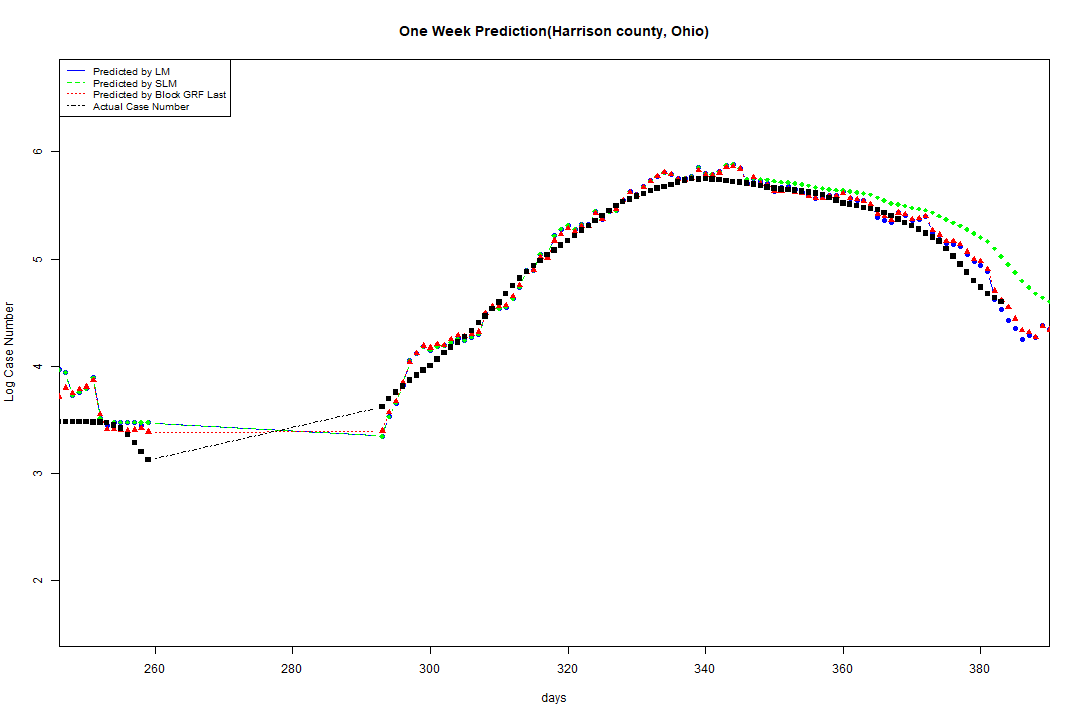 One Week Prediction(Harrison county, Ohio)
Predicted by LM
Predicted by SLM
Predicted by Block GRF Last
Actual Case Number
6
5
4
3
2
Log Case Number
260 280 300 320 340 360 380
days